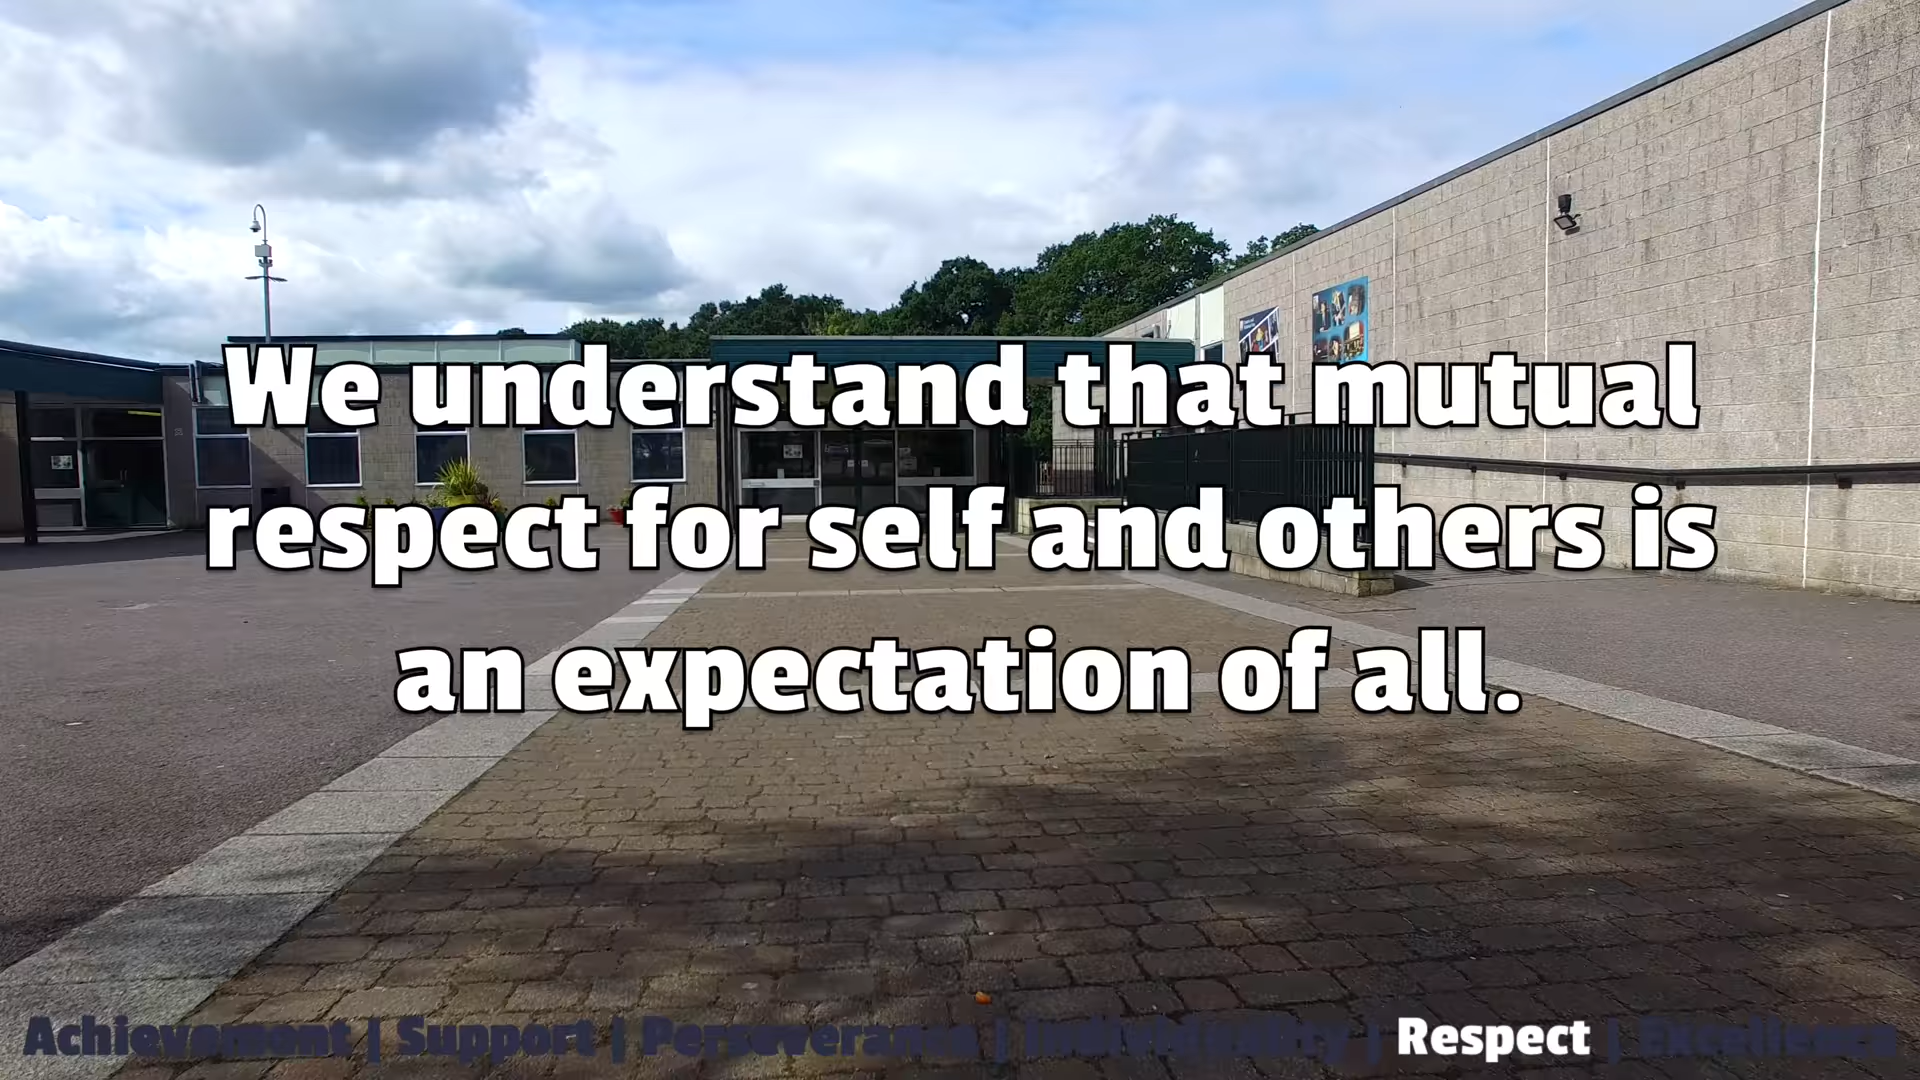 We understand that mutual
respect for self and others is
an expectation of all.
Achievement | Support | Perseverance | Individuality | Respect | Excellence